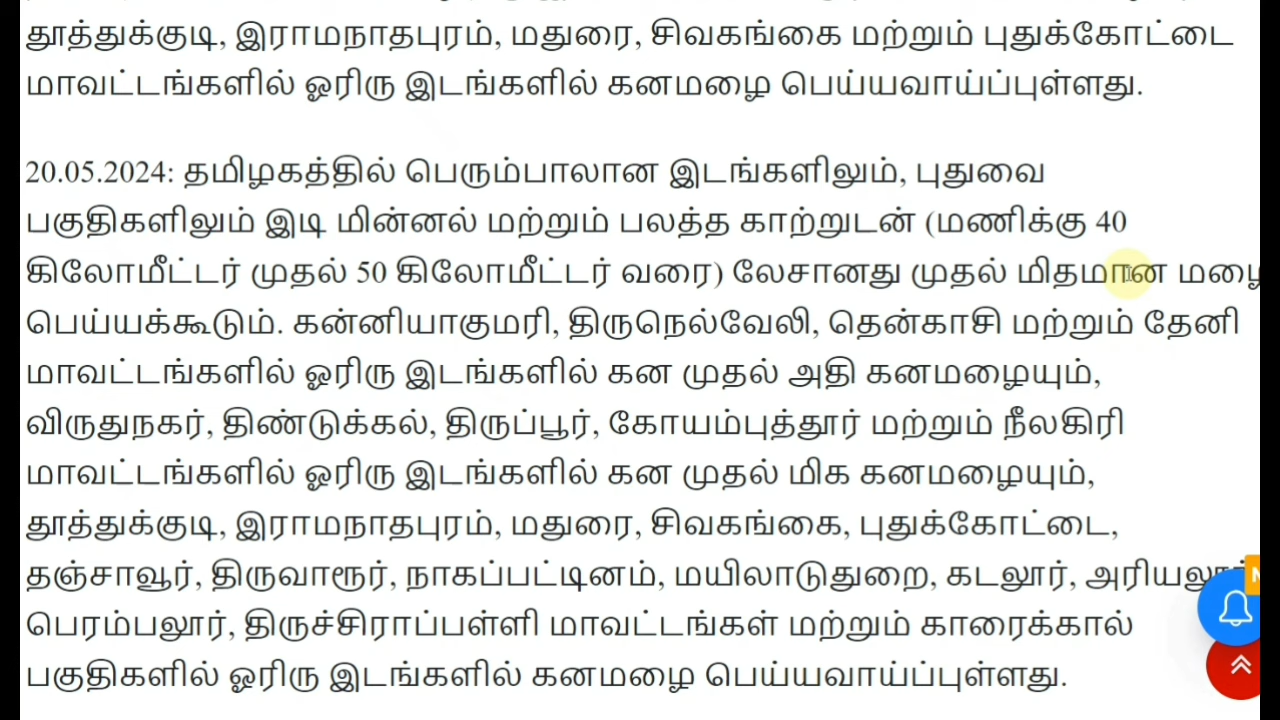 தூத்துக்குடி, இராமநாதபுரம், மதுரை, சிவகங்கை மற்றும் புதுக்கோட்டை
மாவட்டங்களில் ஓரிரு இடங்களில் கனமழை பெய்யவாய்ப்புள்ளது.
20.05.2024: தமிழகத்தில் பெரும்பாலான இடங்களிலும், புதுவை
பகுதிகளிலும் இடி மின்னல் மற்றும் பலத்த காற்றுடன் (மணிக்கு 40
கிலோமீட்டர் முதல் 50 கிலோமீட்டர் வரை) லேசானது முதல் மிதமான மழை
பெய்யக்கூடும். கன்னியாகுமரி, திருநெல்வேலி, தென்காசி மற்றும் தேனி
மாவட்டங்களில் ஓரிரு இடங்களில் கன முதல் அதி கனமழையும்,
விருதுநகர், திண்டுக்கல், திருப்பூர், கோயம்புத்தூர் மற்றும் நீலகிரி
மாவட்டங்களில் ஓரிரு இடங்களில் கன முதல் மிக கனமழையும்,
தூத்துக்குடி, இராமநாதபுரம், மதுரை, சிவகங்கை, புதுக்கோட்டை,
தஞ்சாவூர், திருவாரூர், நாகப்பட்டினம், மயிலாடுதுறை, கடலூர், அரியலூர்
பெரம்பலூர், திருச்சிராப்பள்ளி மாவட்டங்கள் மற்றும் காரைக்கால்
பகுதிகளில் ஓரிரு இடங்களில் கனமழை பெய்யவாய்ப்புள்ளது.